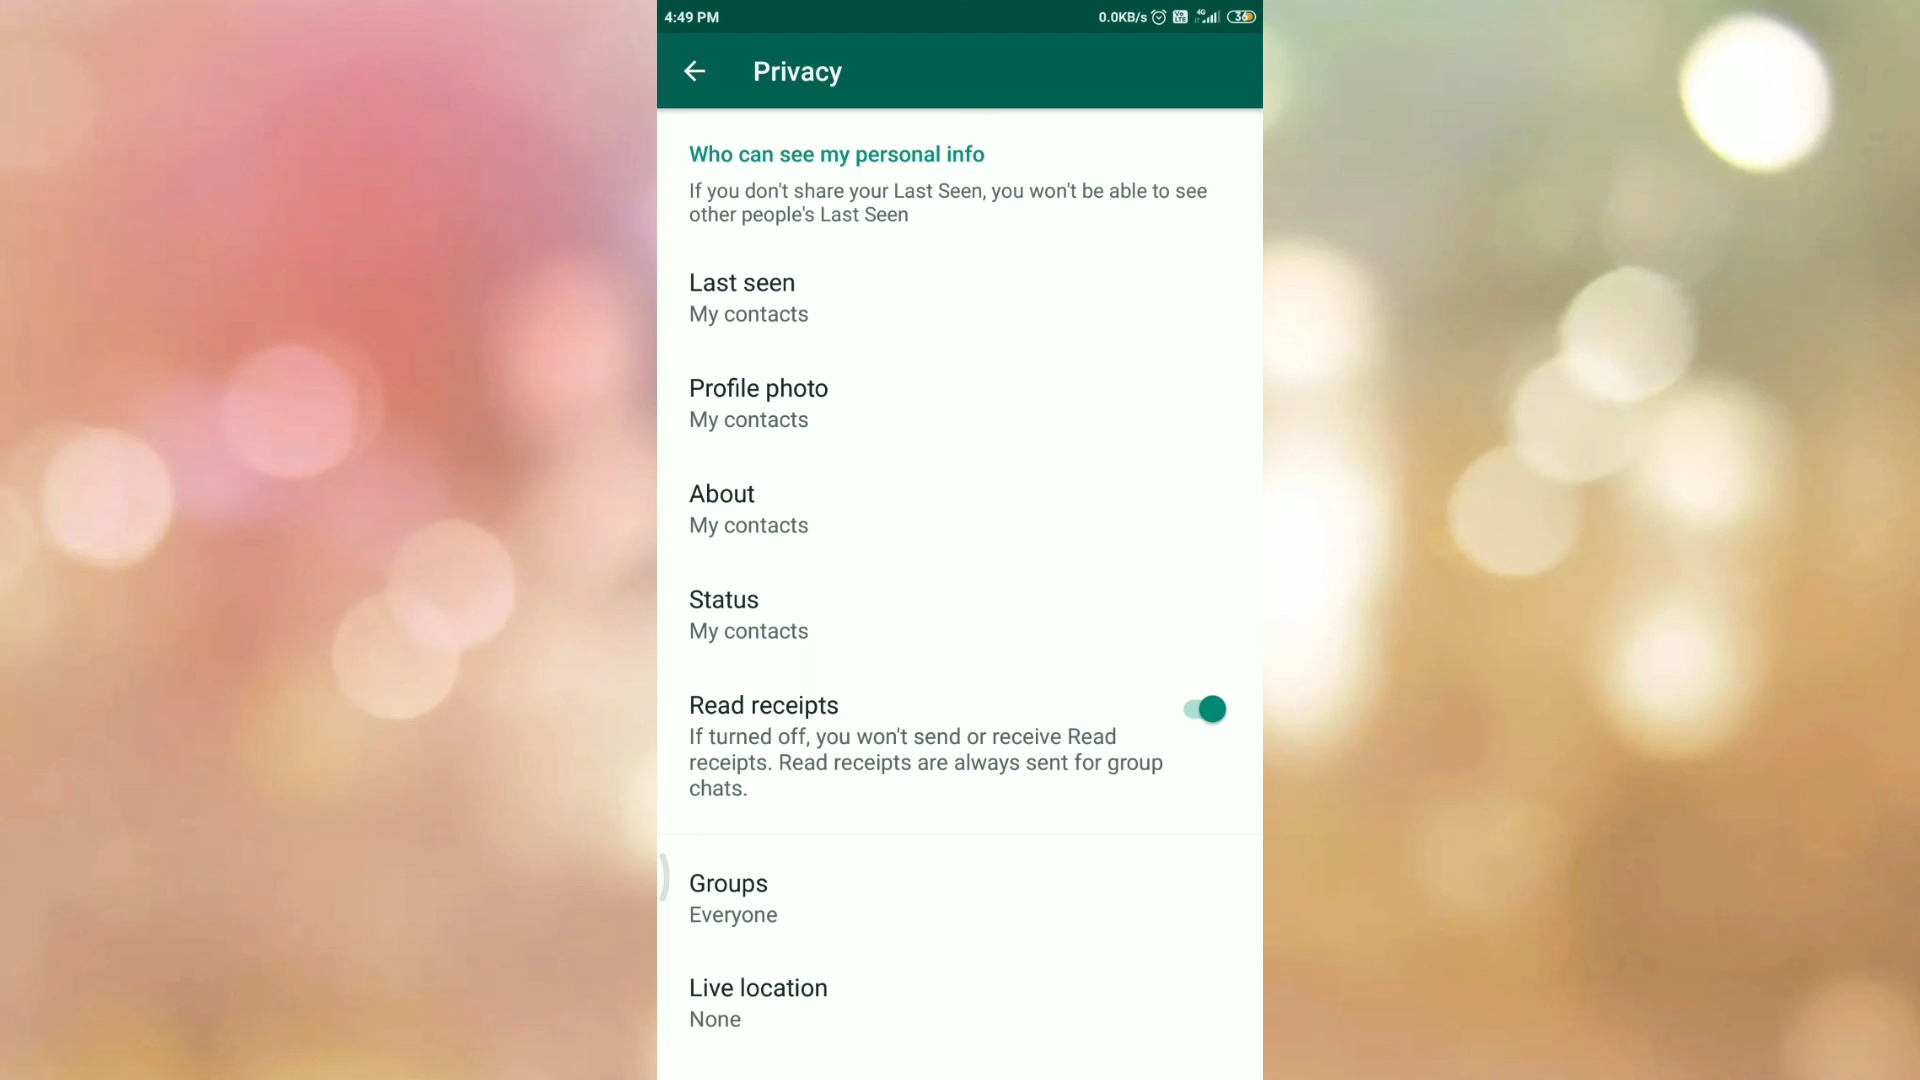 4:49 PM 0.0KB/s 4G 36
Privacy
Who can see my personal info
If you don't share your Last Seen, you won't be able to see
other people's Last Seen
Last seen
My contacts
Profile photo
My contacts
About
My contacts
Status
My contacts
Read receipts
If turned off, you won't send or receive Read
receipts. Read receipts are always sent for group
chats.
Groups
Everyone
Live location
None